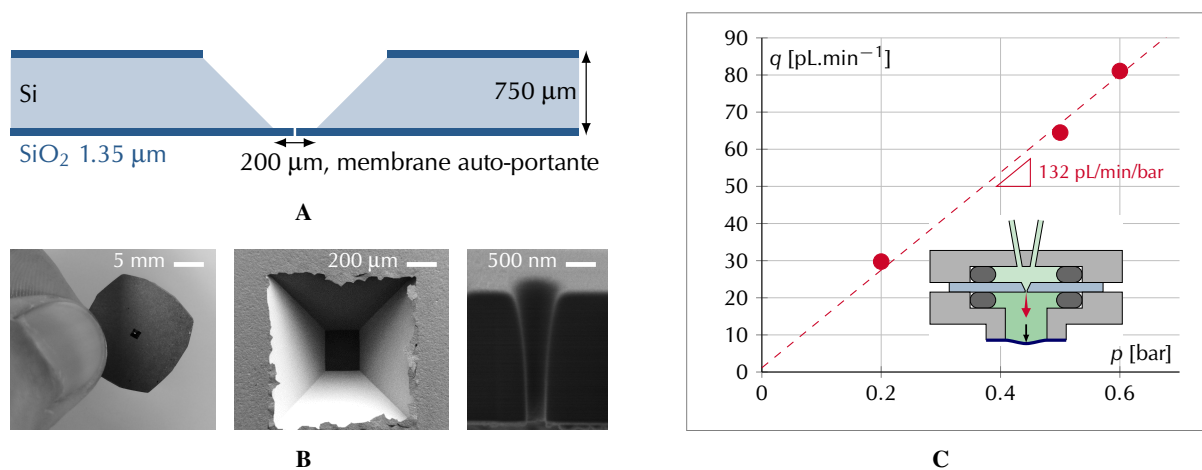 Si
750 μm
SiO₂ 1.35 μm
200 μm, membrane auto-portante
A
5 mm
200 μm
500 nm
B
90
80
70
60
50
40
30
20
10
0
q [pL.min⁻¹]
132 pL/min/bar
p [bar]
0
0.2
0.4
0.6
C